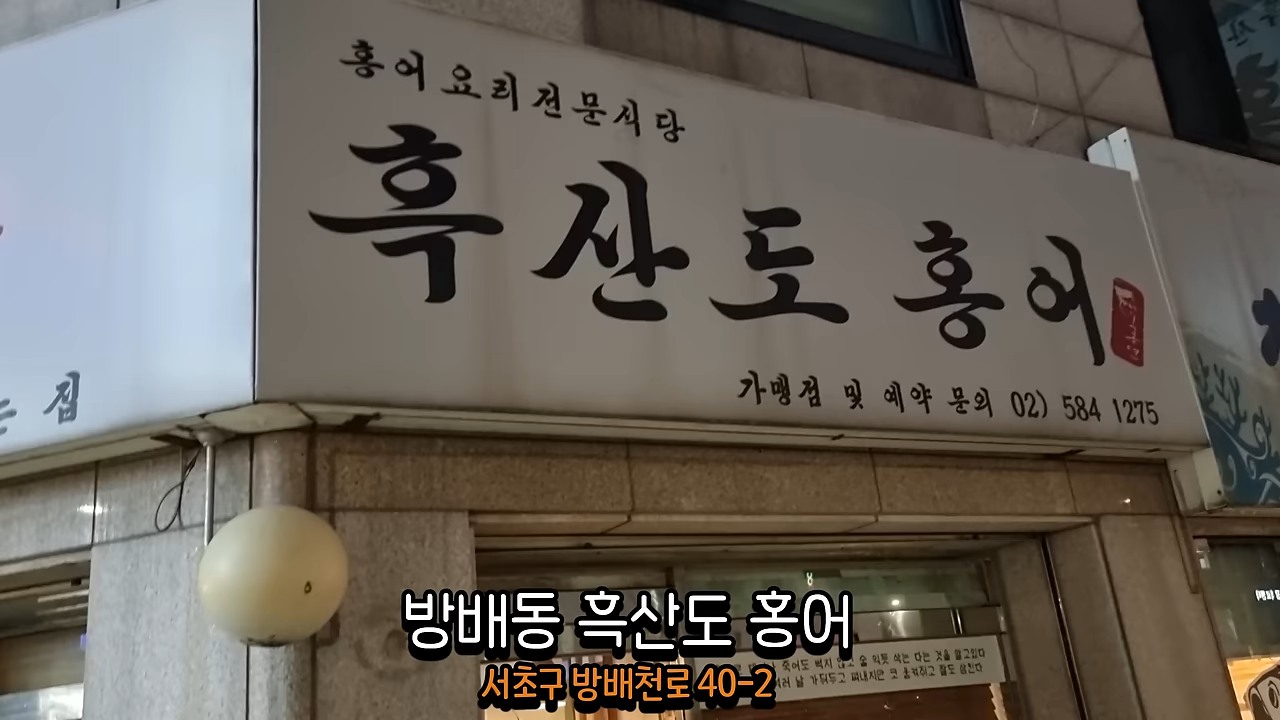 홍어요리전문식당
흑산도 홍어
가맹점 및 예약 문의 02) 584 1275
집
방배동 흑산도 홍어
서초구 방배천로 40-2